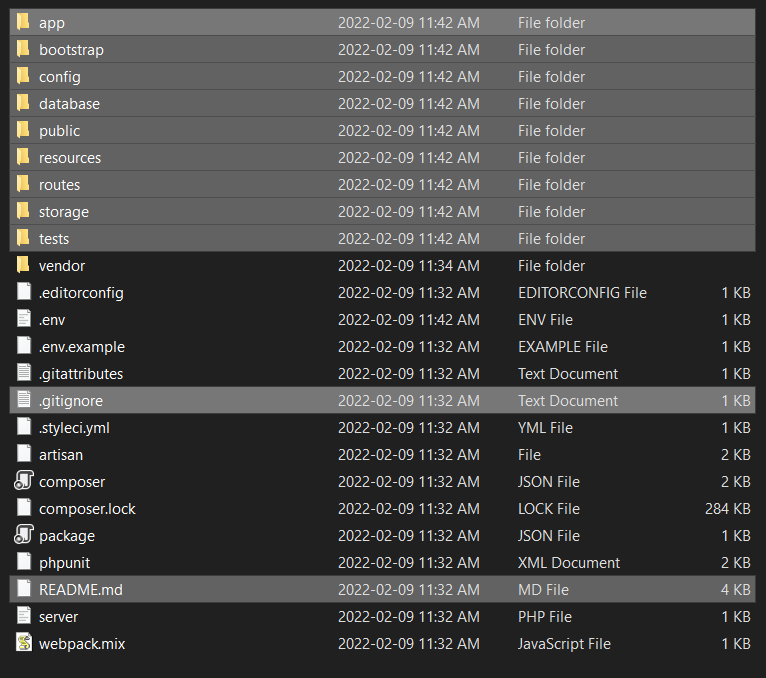 app 2022-02-09 11:42 AM File folder
bootstrap 2022-02-09 11:42 AM File folder
config 2022-02-09 11:42 AM File folder
database 2022-02-09 11:42 AM File folder
public 2022-02-09 11:42 AM File folder
resources 2022-02-09 11:42 AM File folder
routes 2022-02-09 11:42 AM File folder
storage 2022-02-09 11:42 AM File folder
tests 2022-02-09 11:42 AM File folder
vendor 2022-02-09 11:34 AM File folder
.editorconfig 2022-02-09 11:32 AM EDITORCONFIG File 1 KB
.env 2022-02-09 11:42 AM ENV File 1 KB
.env.example 2022-02-09 11:32 AM EXAMPLE File 1 KB
.gitattributes 2022-02-09 11:32 AM Text Document 1 KB
.gitignore 2022-02-09 11:32 AM Text Document 1 KB
.styleci.yml 2022-02-09 11:32 AM YML File 1 KB
artisan 2022-02-09 11:32 AM File 2 KB
composer 2022-02-09 11:32 AM JSON File 2 KB
composer.lock 2022-02-09 11:32 AM LOCK File 284 KB
package 2022-02-09 11:32 AM JSON File 1 KB
phpunit 2022-02-09 11:32 AM XML Document 2 KB
README.md 2022-02-09 11:32 AM MD File 4 KB
server 2022-02-09 11:32 AM PHP File 1 KB
webpack.mix 2022-02-09 11:32 AM JavaScript File 1 KB